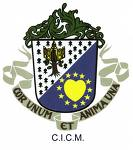 COR UNUM ET ANIMA UNA
C.I.C.M.